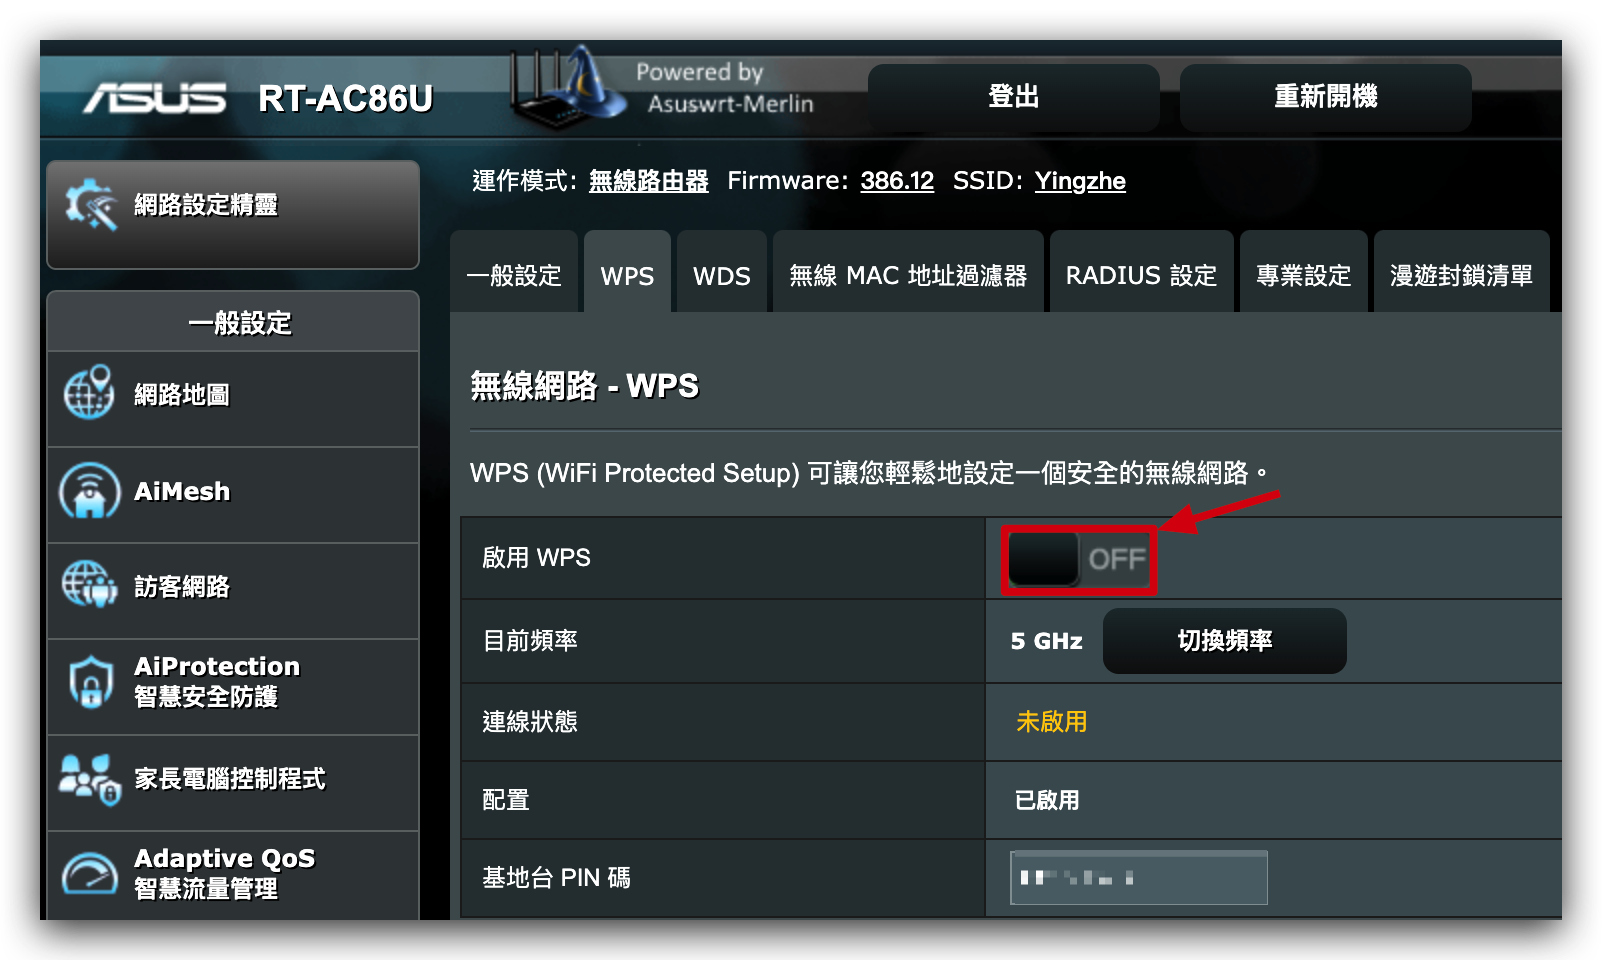 ASUS RT-AC86U
Powered by
Asuswrt-Merlin
登出
重新開機
運作模式: 無線路由器 Firmware: 386.12 SSID: Yingzhe
網路設定精靈
一般設定
網路地圖
AiMesh
訪客網路
AiProtection
智慧安全防護
家長電腦控制程式
Adaptive QoS
智慧流量管理
一般設定
WPS
WDS
無線 MAC 地址過濾器
RADIUS 設定
專業設定
漫遊封鎖清單
無線網路 - WPS
WPS (WiFi Protected Setup) 可讓您輕鬆地設定一個安全的無線網路。
啟用 WPS
OFF
目前頻率
5 GHz
切換頻率
連線狀態
未啟用
配置
已啟用
基地台 PIN 碼